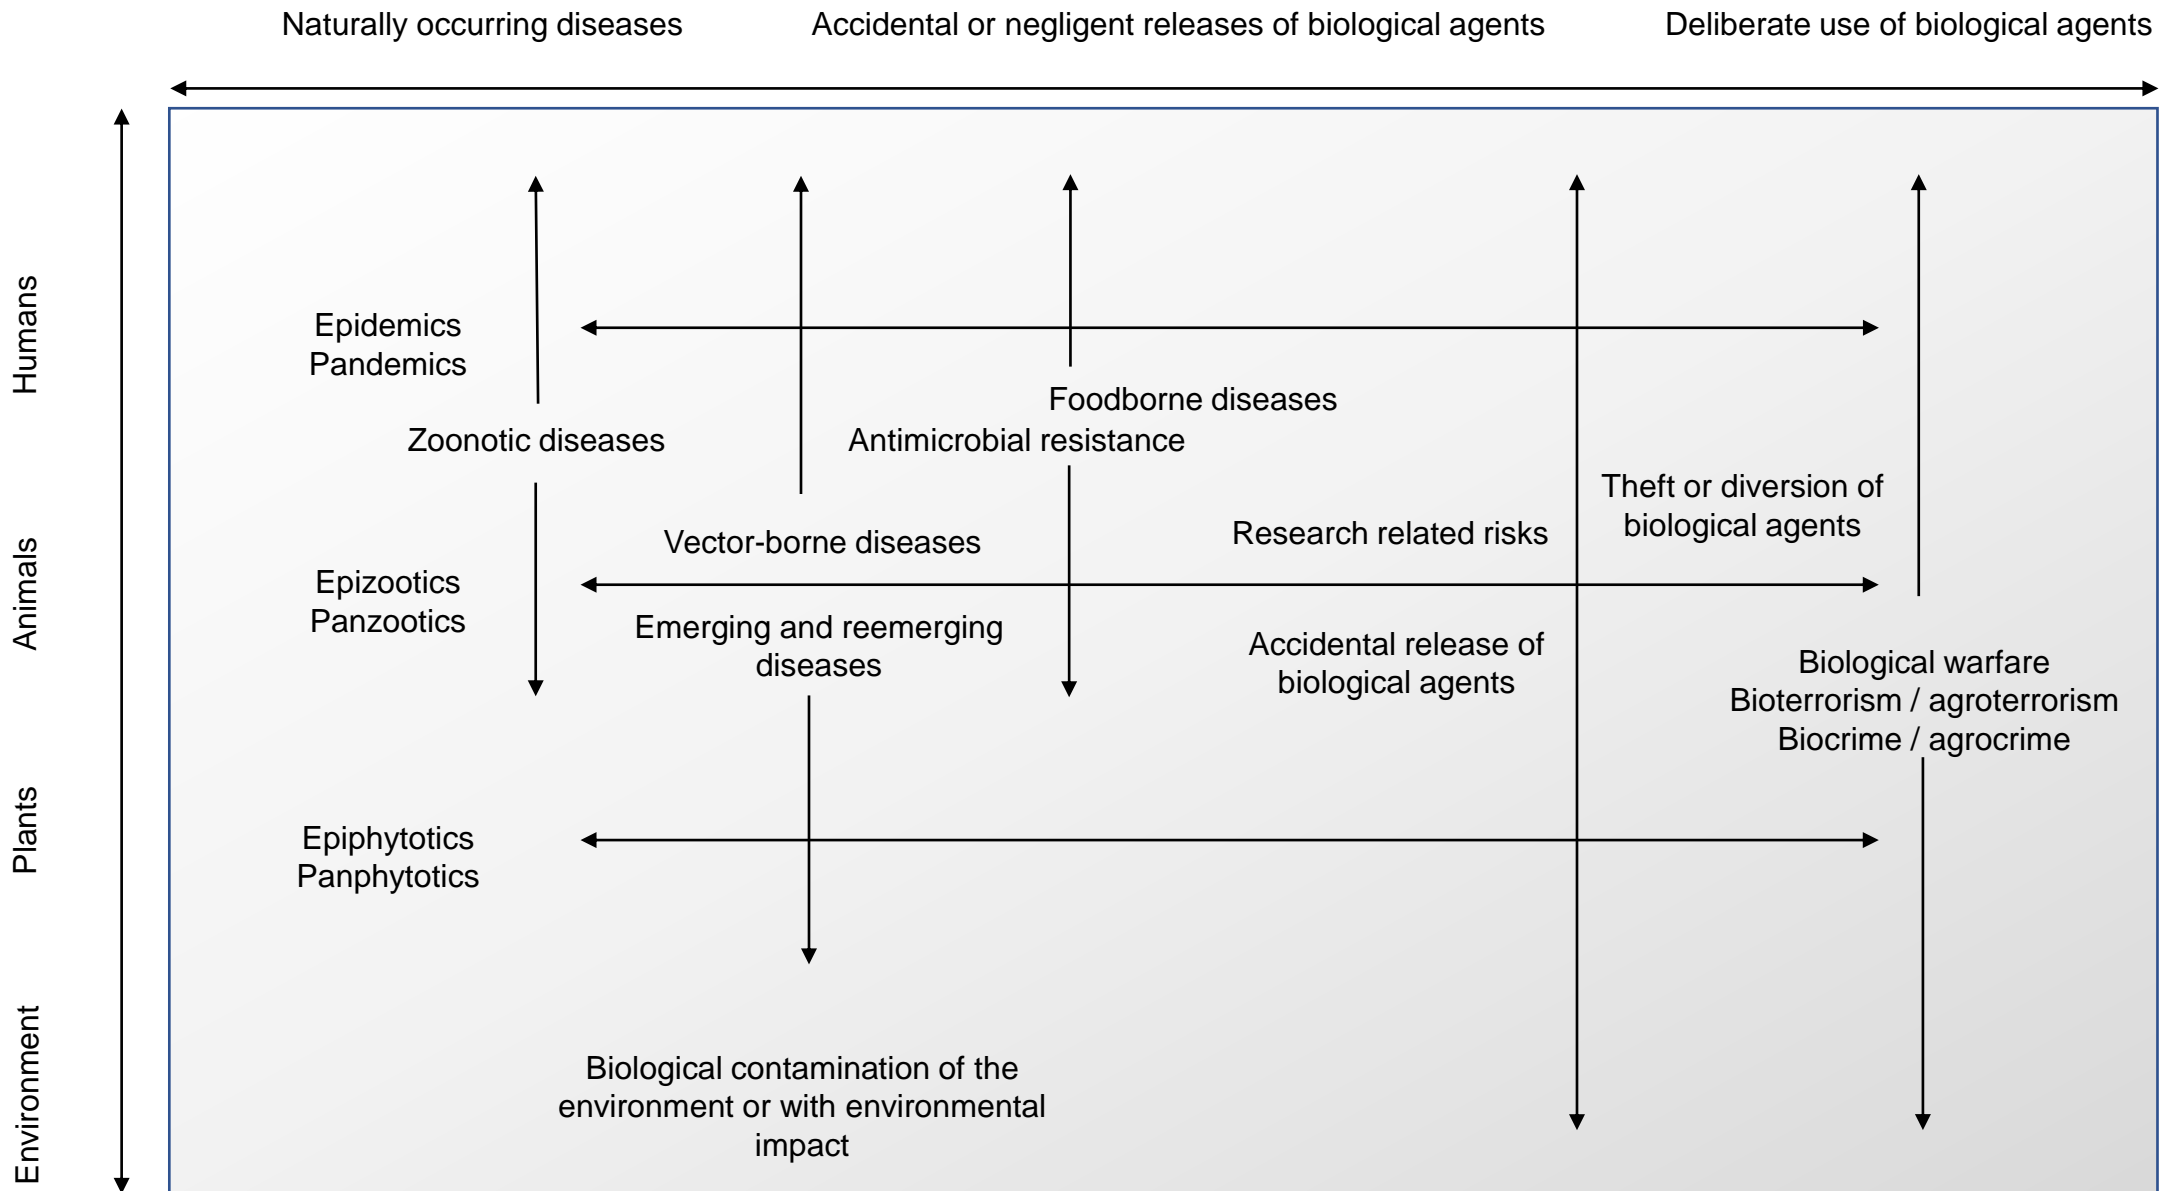 Naturally occurring diseases
Accidental or negligent releases of biological agents
Deliberate use of biological agents
Humans
Epidemics
Pandemics
Foodborne diseases
Zoonotic diseases
Antimicrobial resistance
Theft or diversion of
biological agents
Vector-borne diseases
Research related risks
Animals
Epizootics
Panzootics
Emerging and reemerging
diseases
Accidental release of
biological agents
Biological warfare
Bioterrorism / agroterrorism
Biocrime / agrocrime
Plants
Epiphytotics
Panphytotics
Environment
Biological contamination of the
environment or with environmental
impact